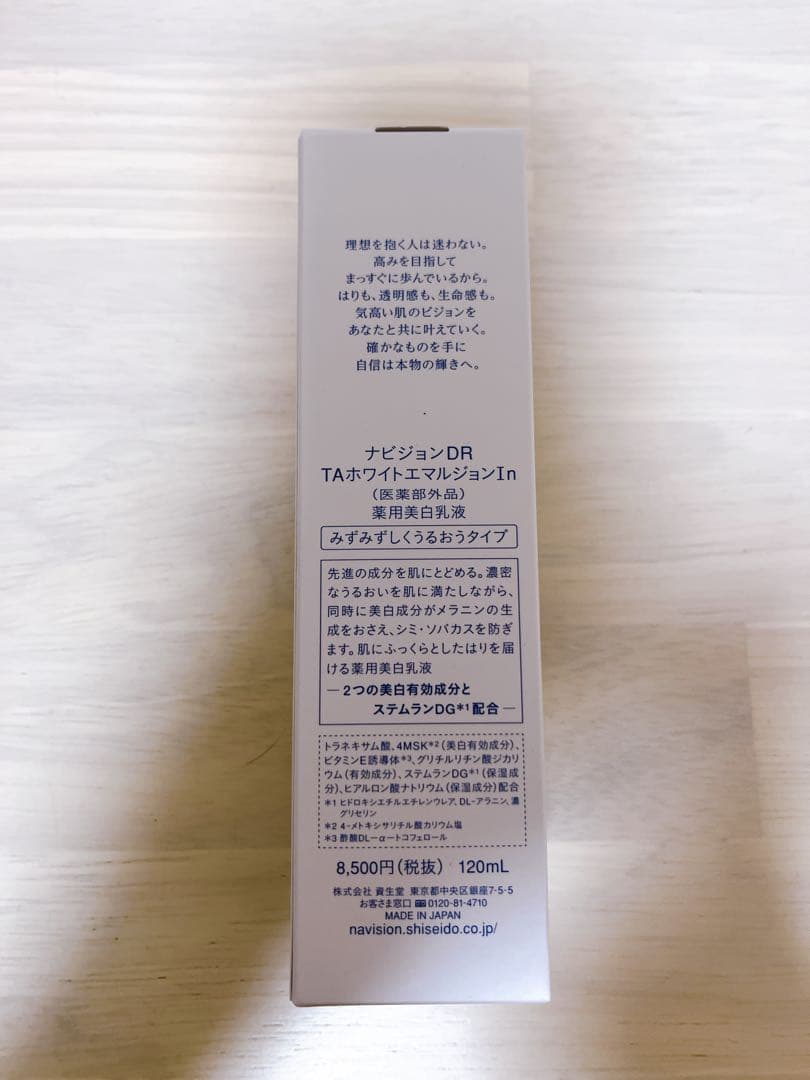 理想を抱く人は迷わない。
高みを目指して
まっすぐに歩んでいるから。
はりも、透明感も、生命感も。
気高い肌のビジョンを
あなたと共に叶えていく。
確かなものを手に
自信は本物の輝きへ。
ナビジョンDR
TAホワイトエマルジョンIn
（医薬部外品）
薬用美白乳液
みずみずしくうるおうタイプ
先進の成分を肌にとどめる。濃密
なうるおいを肌に満たしながら、
同時に美白成分がメラニンの生
成をおさえ、シミ・ソバカスを防ぎ
ます。肌にふっくらとしたはりを届
ける薬用美白乳液
― 2つの美白有効成分と
ステムランDG*1 配合 ―
トラネキサム酸、4MSK*2（美白有効成分）、
ビタミンE誘導体*3、グリチルリチン酸ジカリ
ウム（有効成分）、ステムランDG*1（保湿成
分）、ヒアルロン酸ナトリウム（保湿成分）配合
*1 ヒドロキシエチルエチレンウレア、DL-アラニン、濃
グリセリン
*2 4-メトキシサリチル酸カリウム塩
*3 酢酸DL-α-トコフェロール
8,500円（税抜） 120mL
株式会社 資生堂 東京都中央区銀座7-5-5
お客さま窓口 0120-81-4710
MADE IN JAPAN
navision.shiseido.co.jp/